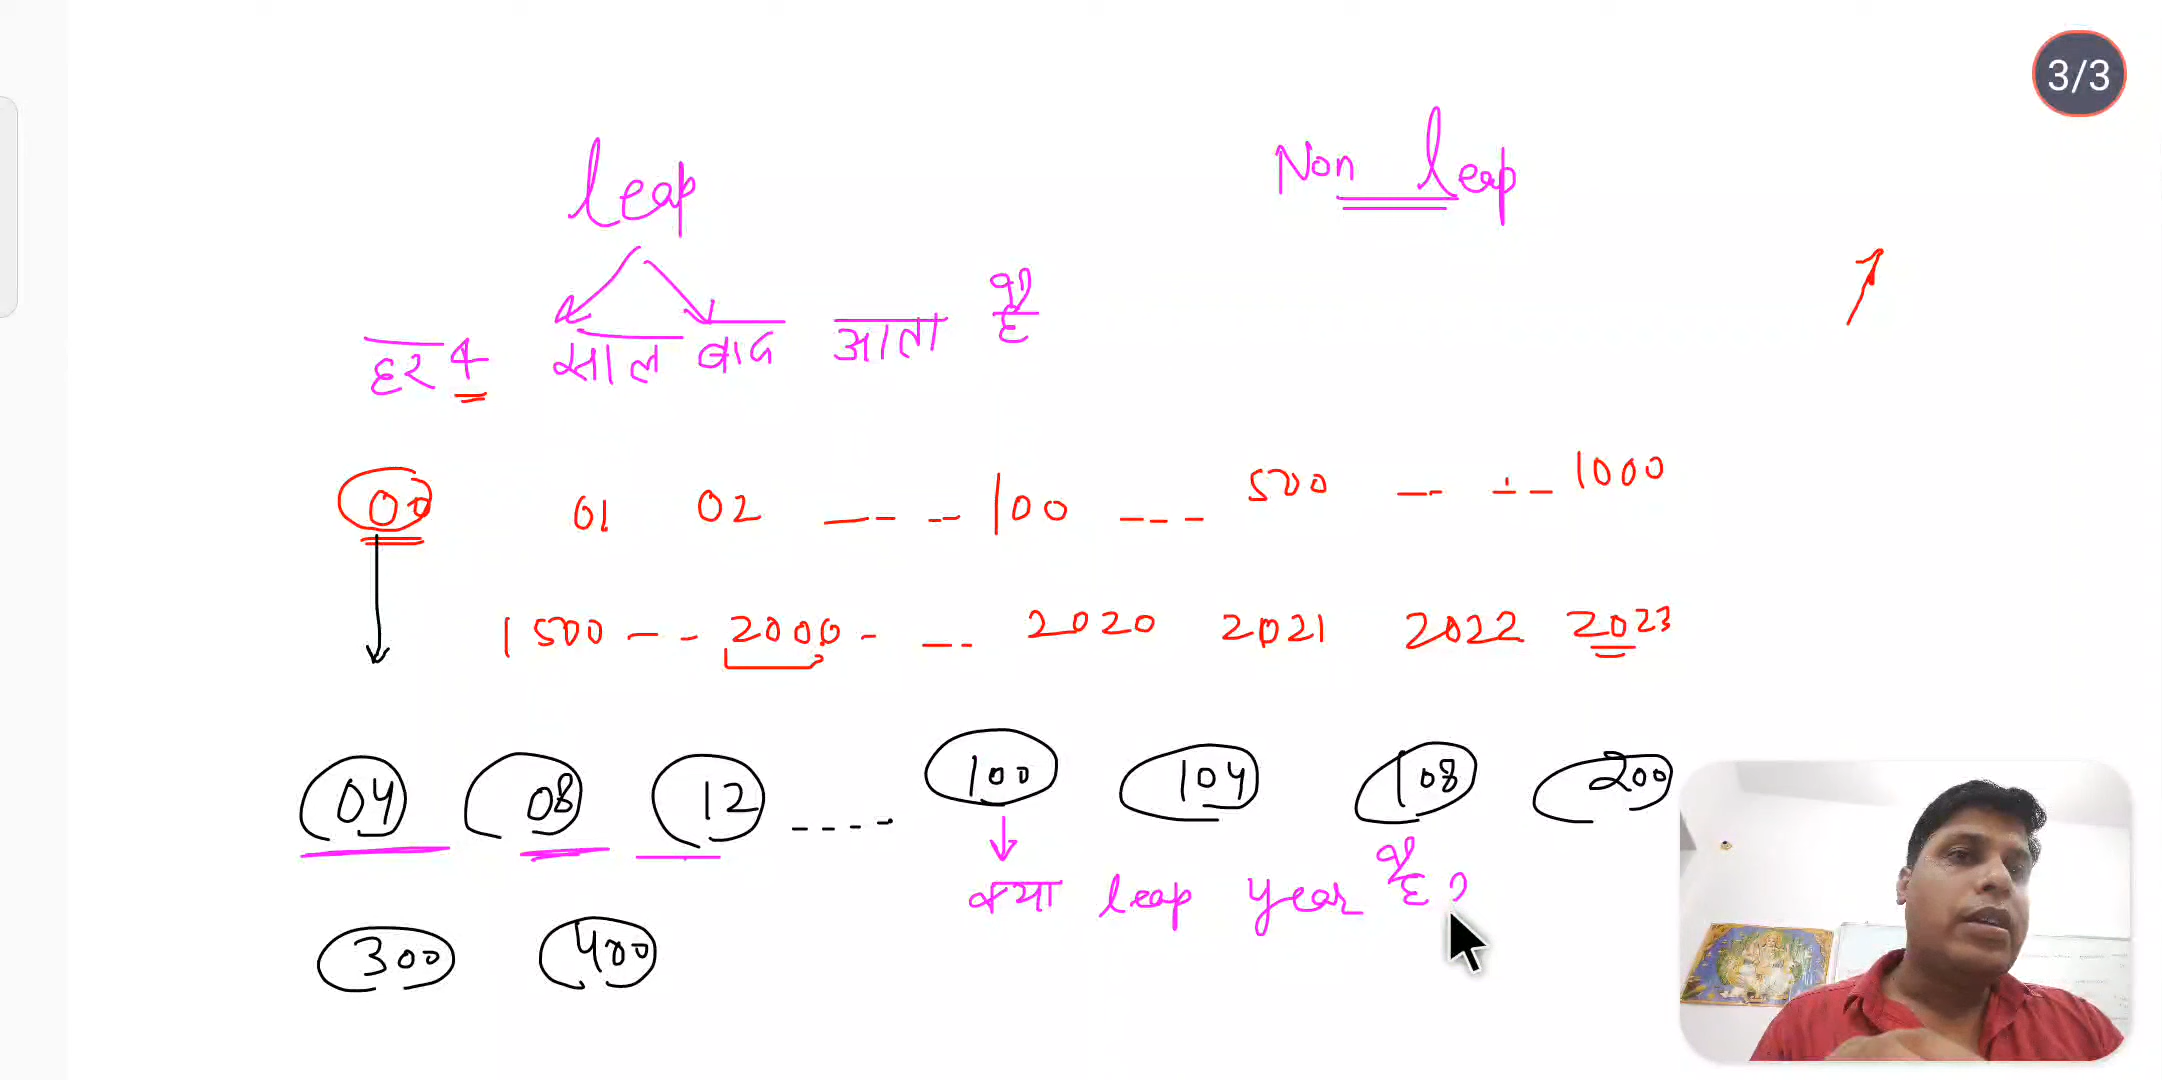 3/3
leap Non leap
हर 4 साल बाद आता है
00 01 02 --- -- 100 --- 500 -- --- 1000
1500 -- - 2000 - --- 2020 2021 2022 2023
04 08 12 ---- 100 104 108 200
क्या leap year है ?
300 400